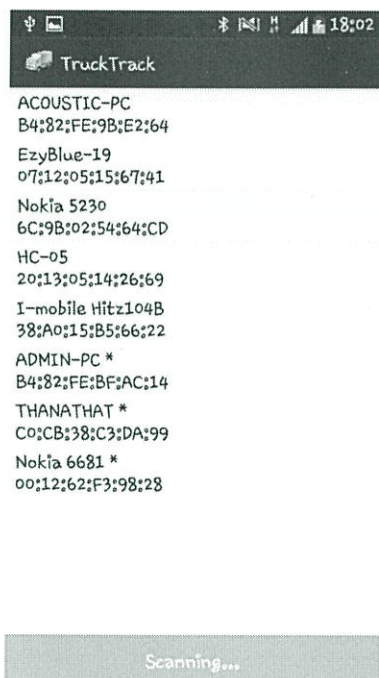 18:02
TruckTrack
ACOUSTIC-PC
B4:82:FE:9B:E2:64
EzyBlue-19
07:12:05:15:67:41
Nokia 5230
6C:9B:02:54:64:CD
HC-05
20:13:05:14:26:69
I-mobile Hitz104B
38:A0:15:B5:66:22
ADMIN-PC *
B4:82:FE:BF:AC:14
THANATHAT *
C0:CB:38:C3:DA:99
Nokia 6681 *
00:12:62:F3:98:28
Scanning...